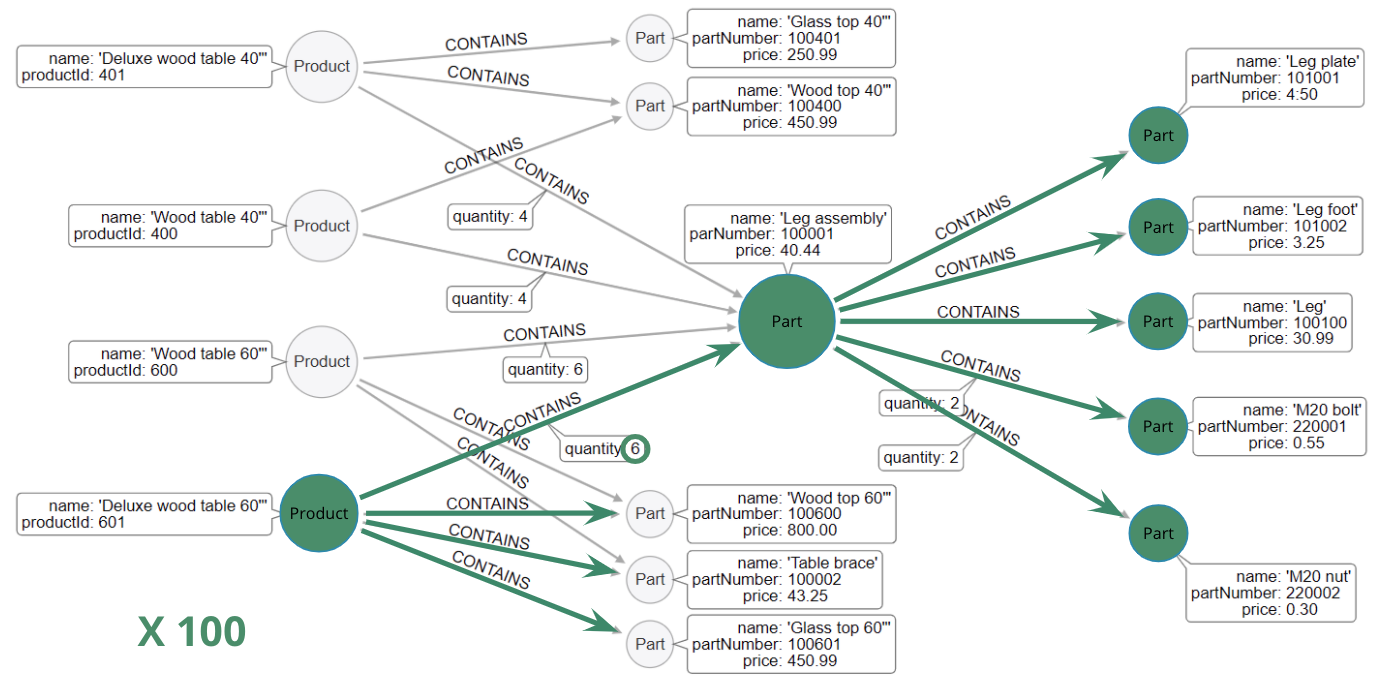 name: 'Deluxe wood table 40"'
productId: 401
Product
CONTAINS
CONTAINS
CONTAINS
quantity: 4
Part
name: 'Glass top 40"'
partNumber: 100401
price: 250.99
Part
name: 'Wood top 40"'
partNumber: 100400
price: 450.99
name: 'Wood table 40"'
productId: 400
Product
CONTAINS
CONTAINS
quantity: 4
name: 'Leg assembly'
parNumber: 100001
price: 40.44
Part
name: 'Wood table 60"'
productId: 600
Product
CONTAINS
quantity: 6
CONTAINS
CONTAINS
name: 'Deluxe wood table 60"'
productId: 601
Product
CONTAINS
quantity 6
CONTAINS
CONTAINS
CONTAINS
Part
name: 'Wood top 60"'
partNumber: 100600
price: 800.00
Part
name: 'Table brace'
partNumber: 100002
price: 43.25
Part
name: 'Glass top 60"'
partNumber: 100601
price: 450.99
CONTAINS
Part
name: 'Leg plate'
partNumber: 101001
price: 4:50
CONTAINS
Part
name: 'Leg foot'
partNumber: 101002
price: 3.25
CONTAINS
Part
name: 'Leg'
partNumber: 100100
price: 30.99
CONTAINS
quantity: 2
Part
name: 'M20 bolt'
partNumber: 220001
price: 0.55
CONTAINS
quantity: 2
Part
name: 'M20 nut'
partNumber: 220002
price: 0.30
X 100